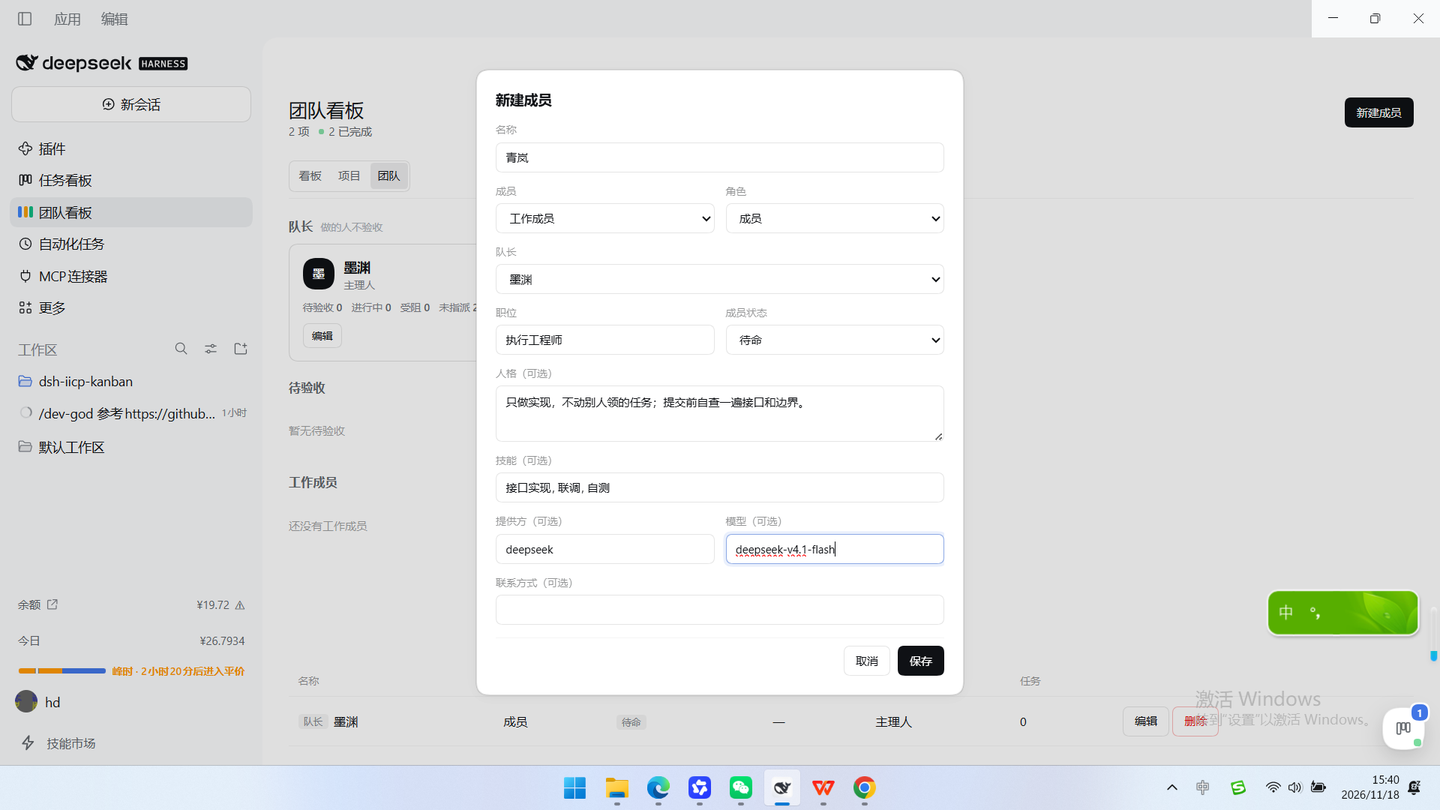 应用 编辑
deepseek HARNESS
新会话
插件
任务看板
团队看板
自动化任务
MCP连接器
更多
工作区
dsh-iicp-kanban
/dev-god 参考 https://github... 1小时
默认工作区
余额 ¥19.72
今日 ¥26.7934
峰时 · 2小时20分后进入平价
hd
技能市场
团队看板
2 项 2 已完成
新建成员
看板 项目 团队
队长 做的人不验收
墨 墨渊
主理人
待验收 0 进行中 0 受阻 0 未指派 2
编辑
待验收
暂无待验收
工作成员
还没有工作成员
名称 任务
队长 墨渊 成员 待命 — 主理人 0 编辑 删除
新建成员
名称
青岚
成员 角色
工作成员 成员
队长
墨渊
职位 成员状态
执行工程师 待命
人格（可选）
只做实现，不动别人领的任务；提交前自查一遍接口和边界。
技能（可选）
接口实现, 联调, 自测
提供方（可选） 模型（可选）
deepseek deepseek-v4.1-flash
联系方式（可选）
取消 保存
中 °，
激活 Windows
转到"设置"以激活 Windows。
1
中
15:40
2026/11/18